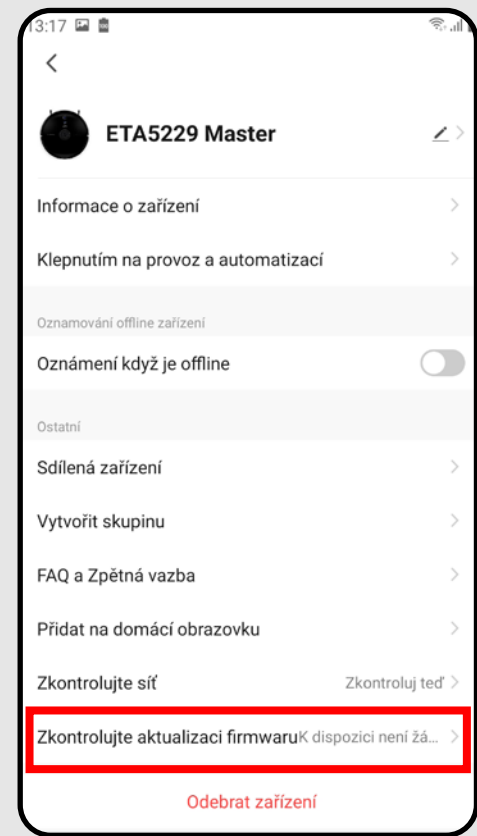 13:17
ETA5229 Master
Informace o zařízení
Klepnutím na provoz a automatizací
Oznamování offline zařízení
Oznámení když je offline
Ostatní
Sdílená zařízení
Vytvořit skupinu
FAQ a Zpětná vazba
Přidat na domácí obrazovku
Zkontrolujte síť Zkontroluj teď
Zkontrolujte aktualizaci firmwaru K dispozici není žá...
Odebrat zařízení